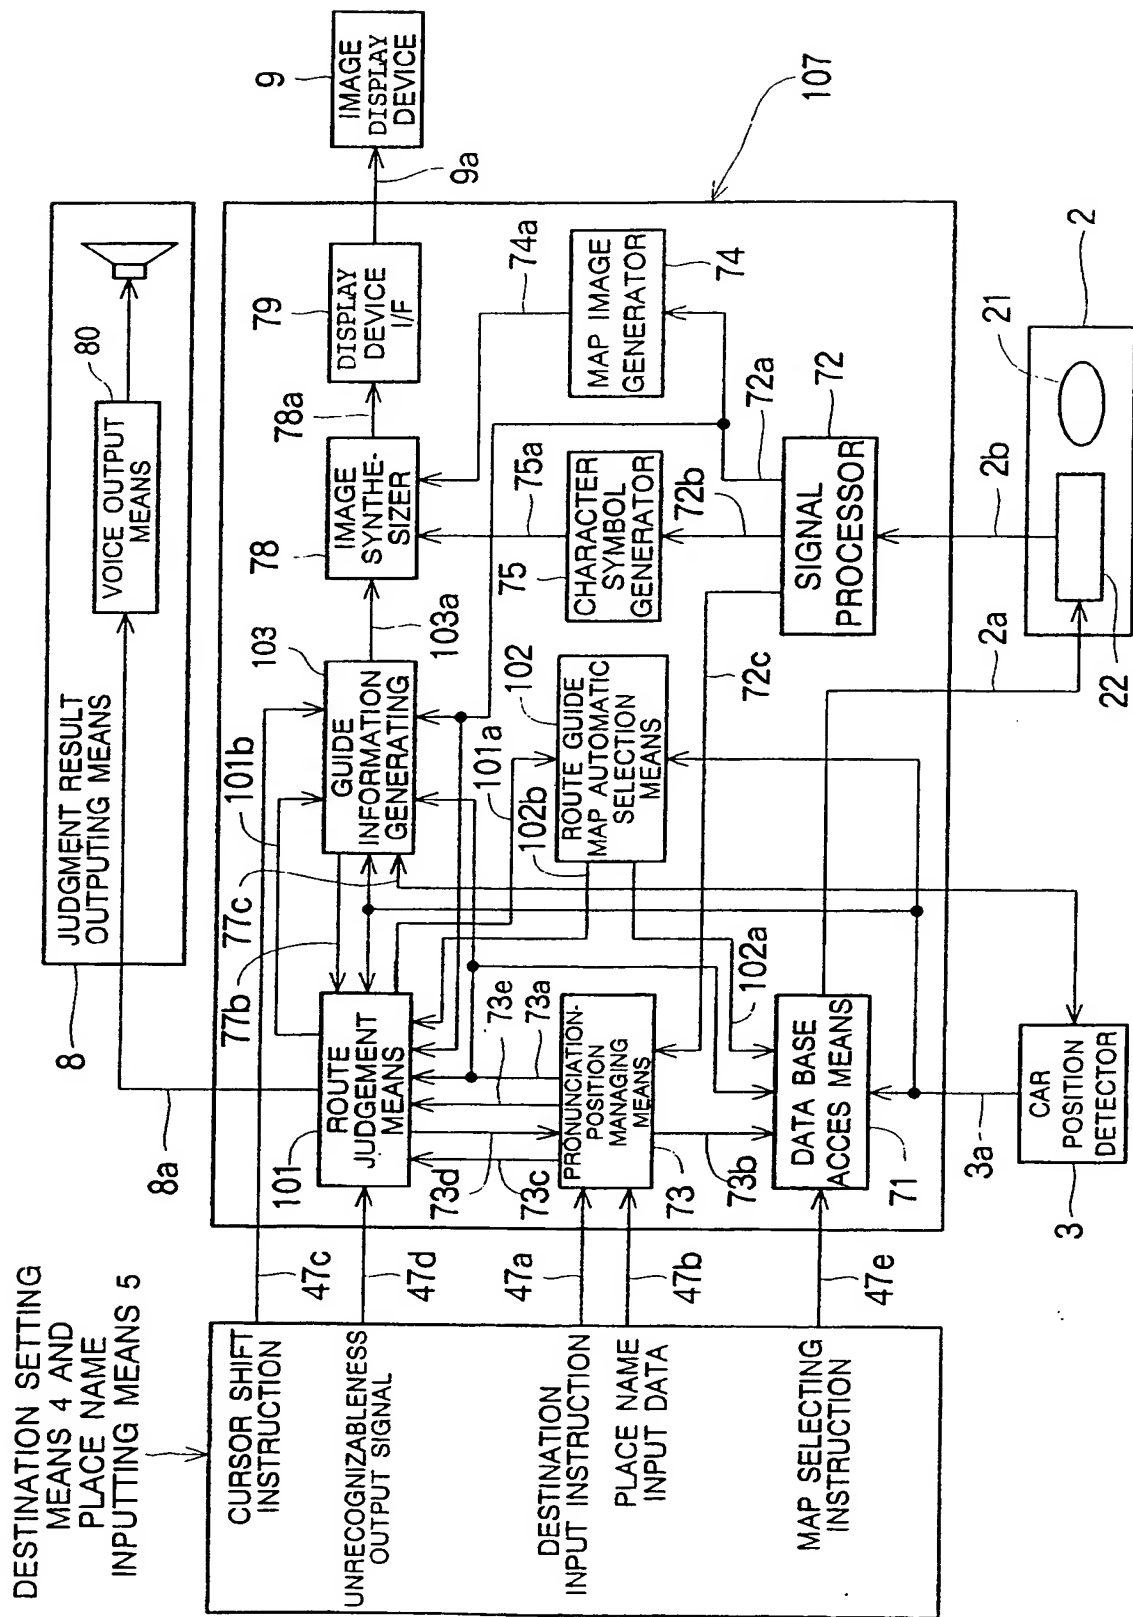 DESTINATION SETTING
MEANS 4 AND
PLACE NAME
INPUTTING MEANS 5
CURSOR SHIFT
INSTRUCTION
UNRECOGNIZABLENESS
OUTPUT SIGNAL
DESTINATION
INPUT INSTRUCTION
PLACE NAME
INPUT DATA
MAP SELECTING
INSTRUCTION
47c
47d
47a
47b
47e
8
JUDGMENT RESULT
OUTPUTING MEANS
8a
80
VOICE OUTPUT
MEANS
101
ROUTE
JUDGEMENT
MEANS
77b
77c
101b
103
GUIDE
INFORMATION
GENERATING
103a
78
IMAGE
SYNTHE-
SIZER
78a
79
DISPLAY
DEVICE
I/F
9a
9
IMAGE
DISPLAY
DEVICE
107
73d
73c
73e
73a
101a
102b
102
ROUTE GUIDE
MAP AUTOMATIC
SELECTION
MEANS
75a
75
CHARACTER
SYMBOL
GENERATOR
74a
MAP IMAGE
GENERATOR
74
PRONUNCIATION-
POSITION
MANAGING
MEANS
73
73b
102a
72c
72b
72a
72
SIGNAL
PROCESSOR
DATA BASE
ACCES MEANS
71
3a
CAR
POSITION
DETECTOR
3
2a
2b
22
21
2